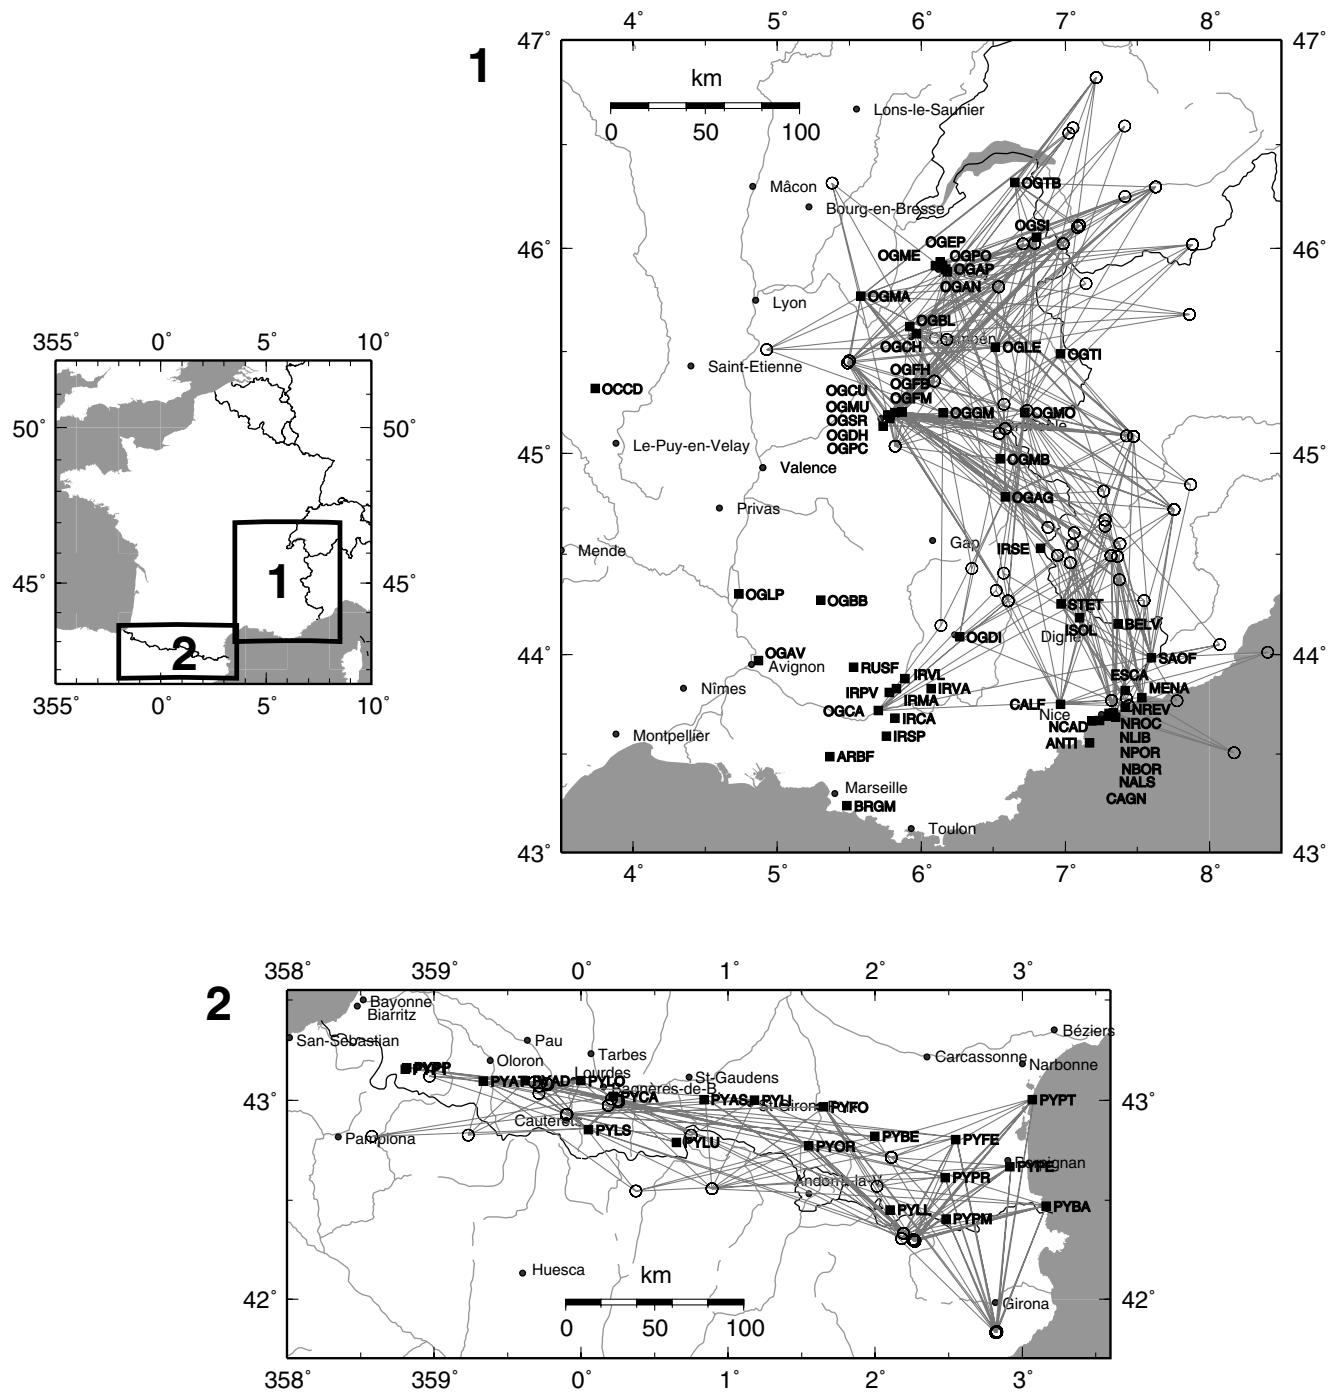 1
4° 5° 6° 7° 8°
47° 47°
km
0 50 100
Lons-le-Saunier
Mâcon
Bourg-en-Bresse
OGTB
OGSI
OGEP
OGME OGPO
OGAP
46° 46°
OGAN
OGMA
Lyon
OGBL
OGCH
OGLE
OGTI
Saint-Etienne
OGFH
OGFB
OGFM
OCCD
OGCU
OGMU
OGSR
OGDH
OGPC
OGGM
OGMO
Le-Puy-en-Velay
45° 45°
OGMB
Valence
OGAG
Privas
Gap
IRSE
Mende
OGLP
OGBB
STET
ISOL
BELV
OGDI
Digne
OGAV
Avignon
44° 44°
SAOF
RUSF
IRVL
ESCA
MENA
Nîmes
IRPV
IRMA
IRVA
OGCA
CALF
Nice
NREV
IRCA
NCAD
NROC
Montpellier
IRSP
ANTI
NLIB
NPOR
ARBF
NBOR
NALS
CAGN
Marseille
BRGM
Toulon
43° 43°
5° 6° 7° 8°
355° 0° 5° 10°
50° 50°
45° 45°
1
2
355° 0° 5° 10°
2
358° 359° 0° 1° 2° 3°
Bayonne
Biarritz
San-Sebastian
Pau
Béziers
Oloron
Tarbes
Carcassonne
Narbonne
PYPP
PYAT
PYAD
PYLO
Lourdes
Bagnères-de-B
St-Gaudens
43° 43°
PYCA
PYAS
PYLI
St-Girons
PYFO
PYPT
Cauterets
Pamplona
PYLS
PYLU
PYOR
PYBE
PYFE
Perpignan
PYPE
PYPR
Andorra-la-V
PYLL
PYPM
PYBA
Huesca
km
42° 42°
0 50 100
Girona
358° 359° 0° 1° 2° 3°